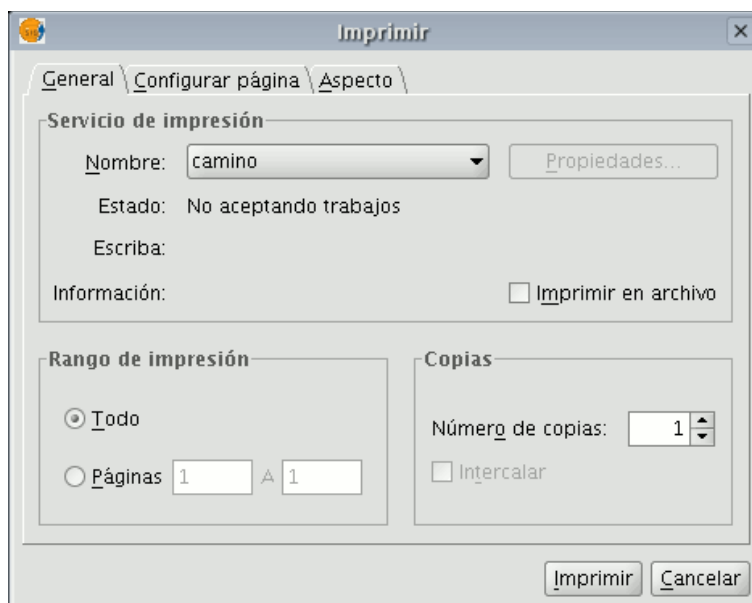 Imprimir
General Configurar página Aspecto
Servicio de impresión
Nombre: camino Propiedades...
Estado: No aceptando trabajos
Escriba:
Información: Imprimir en archivo
Rango de impresión
Todo
Páginas 1 A 1
Copias
Número de copias: 1
Intercalar
Imprimir Cancelar